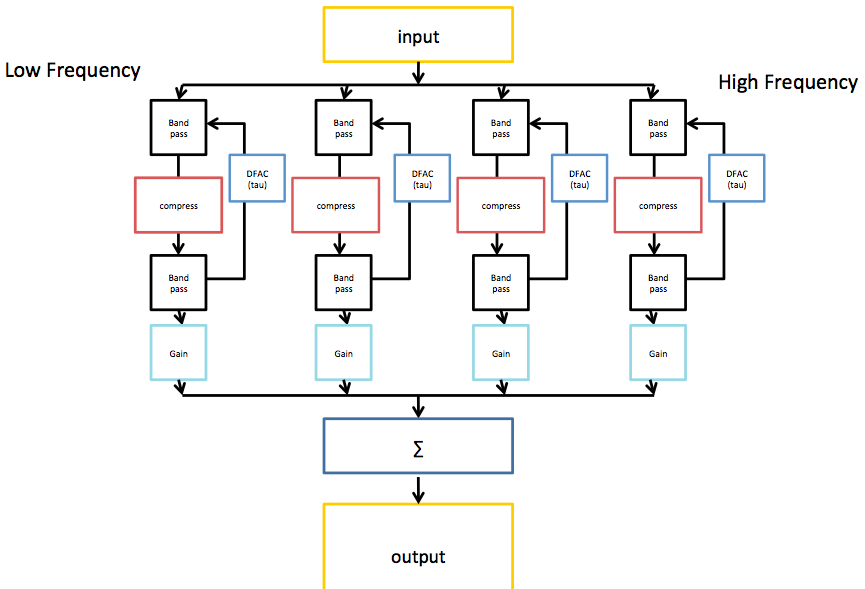 input
Low Frequency
High Frequency
Band
pass
Band
pass
Band
pass
Band
pass
DFAC
(tau)
DFAC
(tau)
DFAC
(tau)
DFAC
(tau)
compress
compress
compress
compress
Band
pass
Band
pass
Band
pass
Band
pass
Gain
Gain
Gain
Gain
Σ
output